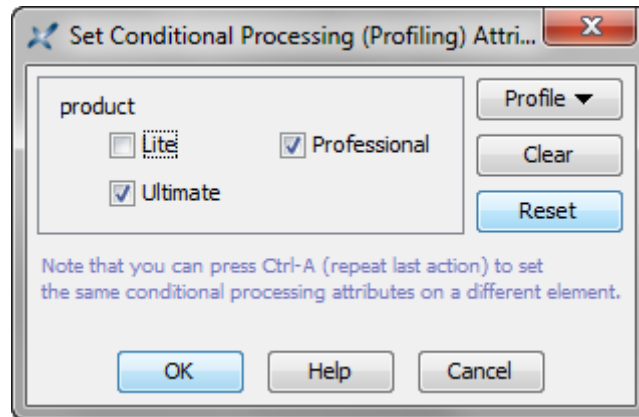 Set Conditional Processing (Profiling) Attri...
product
Profile
Lite
Professional
Clear
Ultimate
Reset
Note that you can press Ctrl-A (repeat last action) to set
the same conditional processing attributes on a different element.
OK
Help
Cancel